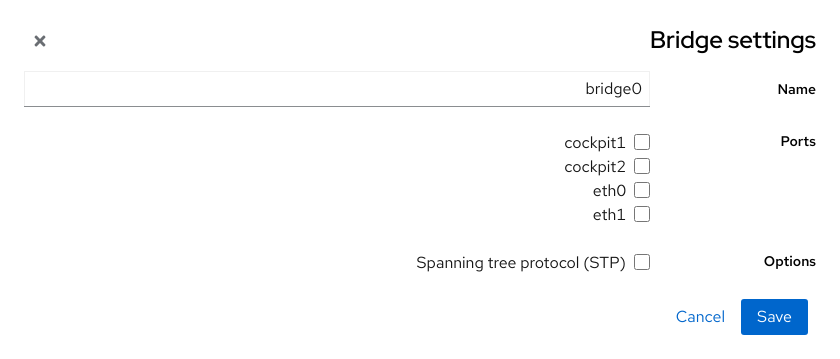 Bridge settings
Name
bridge0
Ports
cockpit1
cockpit2
eth0
eth1
Options
Spanning tree protocol (STP)
Save
Cancel